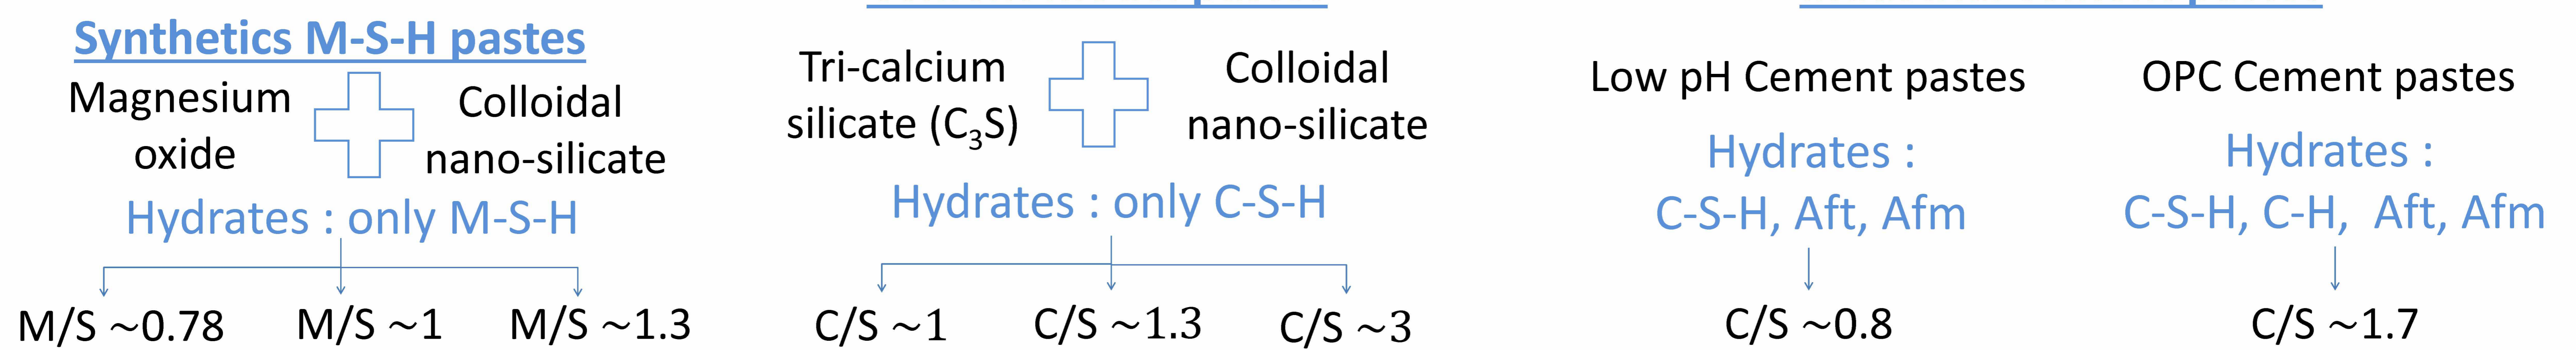 Synthetics M-S-H pastes
Magnesium
oxide
Colloidal
nano-silicate
Hydrates : only M-S-H
M/S ~0.78
M/S ~1
M/S ~1.3
Tri-calcium
silicate (C₃S)
Colloidal
nano-silicate
Hydrates : only C-S-H
C/S ~1
C/S ~1.3
C/S ~3
Low pH Cement pastes
Hydrates :
C-S-H, Aft, Afm
C/S ~0.8
OPC Cement pastes
Hydrates :
C-S-H, C-H, Aft, Afm
C/S ~1.7